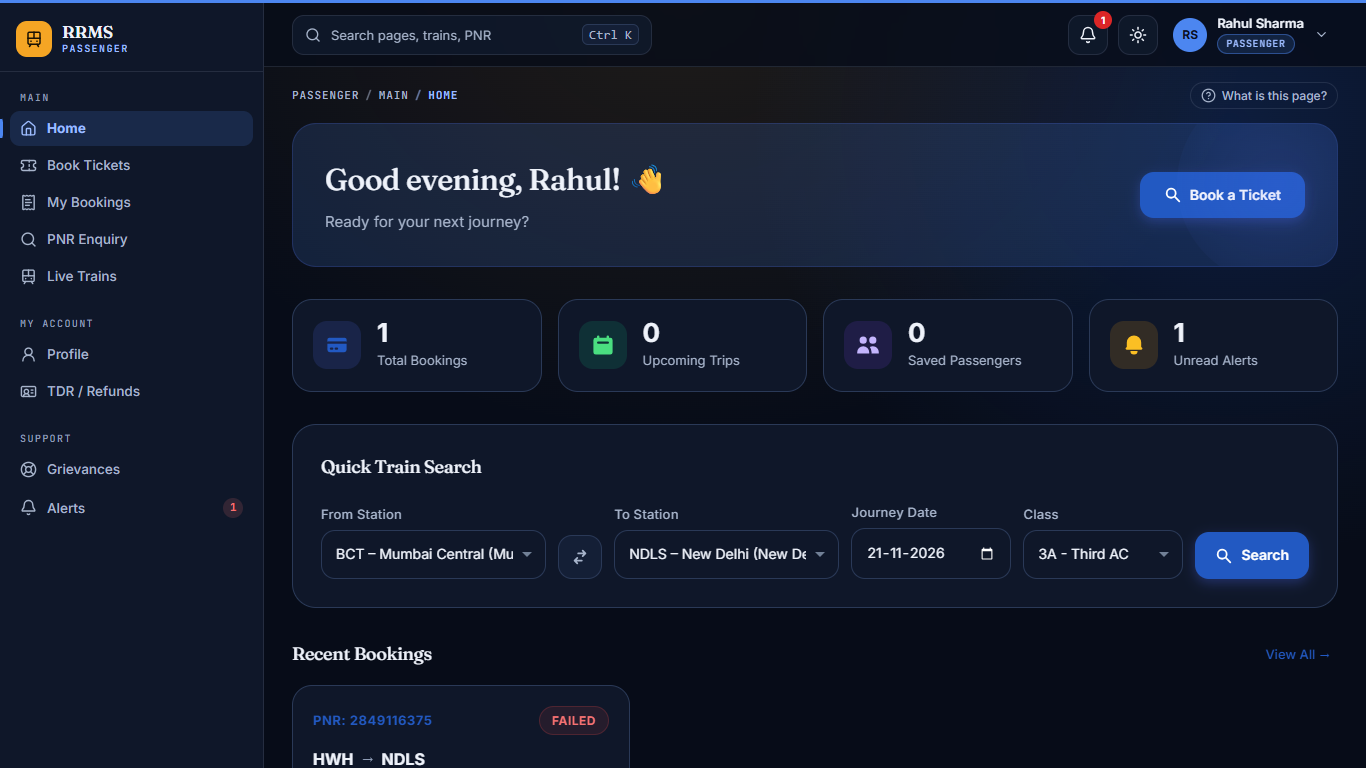 RRMS
PASSENGER
MAIN
Home
Book Tickets
My Bookings
PNR Enquiry
Live Trains
MY ACCOUNT
Profile
TDR / Refunds
SUPPORT
Grievances
Alerts 1
Search pages, trains, PNR Ctrl K
1
RS
Rahul Sharma
PASSENGER
PASSENGER / MAIN / HOME
What is this page?
Good evening, Rahul! 👋
Ready for your next journey?
Book a Ticket
1
Total Bookings
0
Upcoming Trips
0
Saved Passengers
1
Unread Alerts
Quick Train Search
From Station
BCT – Mumbai Central (Mu
To Station
NDLS – New Delhi (New De
Journey Date
21-11-2026
Class
3A - Third AC
Search
Recent Bookings
View All →
PNR: 2849116375 FAILED
HWH → NDLS